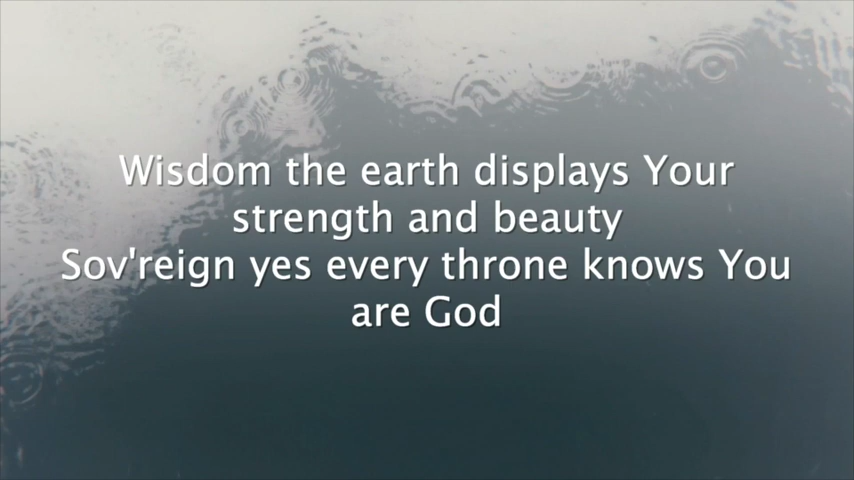 Wisdom the earth displays Your
strength and beauty
Sov'reign yes every throne knows You
are God